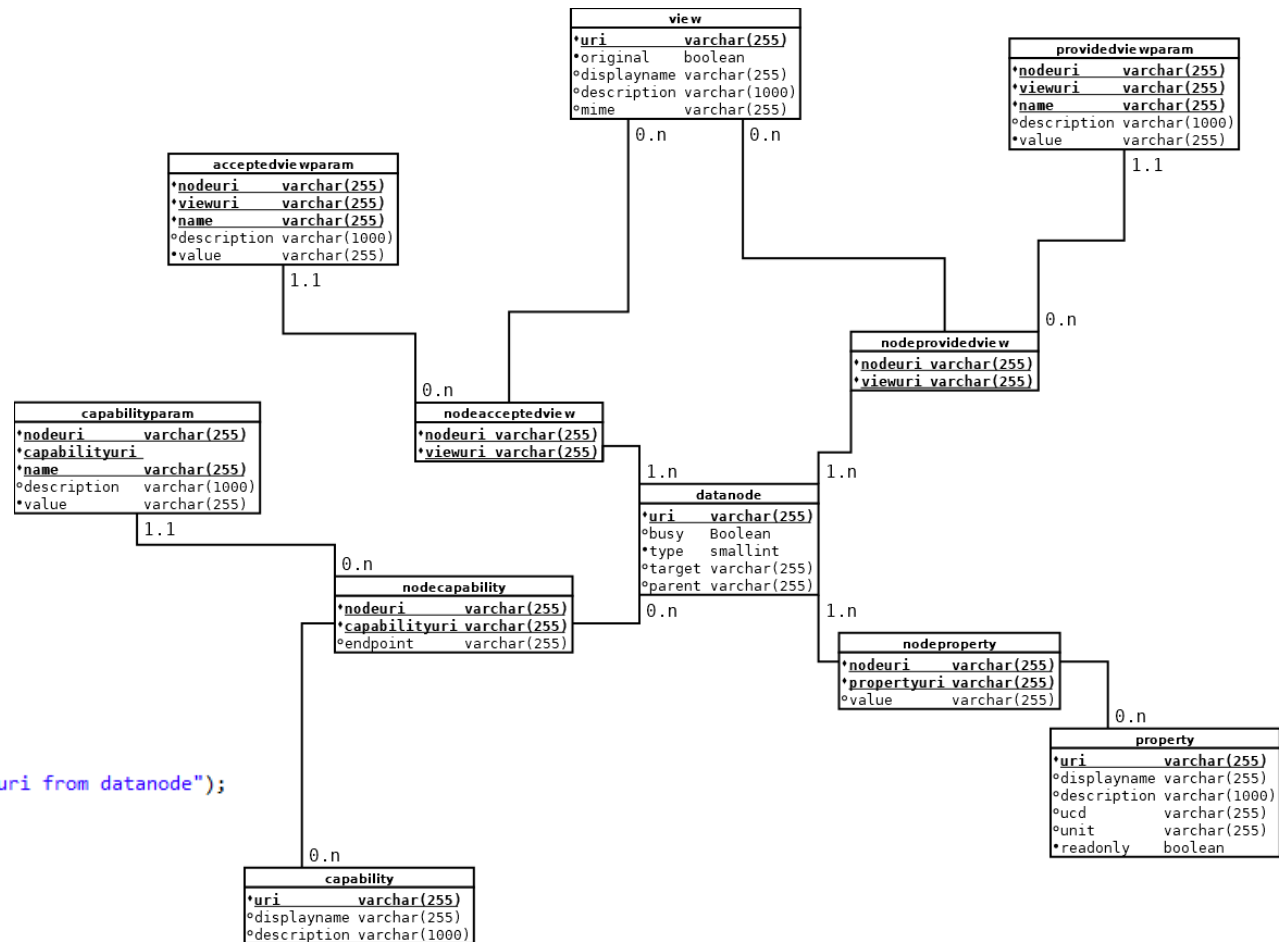 view
uri varchar(255)
original boolean
displayname varchar(255)
description varchar(1000)
mime varchar(255)
0.n
0.n
providedviewparam
nodeuri varchar(255)
viewuri varchar(255)
name varchar(255)
description varchar(1000)
value varchar(255)
1.1
acceptedviewparam
nodeuri varchar(255)
viewuri varchar(255)
name varchar(255)
description varchar(1000)
value varchar(255)
1.1
0.n
nodeprovidedview
nodeuri varchar(255)
viewuri varchar(255)
0.n
nodeacceptedview
nodeuri varchar(255)
viewuri varchar(255)
capabilityparam
nodeuri varchar(255)
capabilityuri
name varchar(255)
description varchar(1000)
value varchar(255)
1.1
1.n
1.n
datanode
uri varchar(255)
busy Boolean
type smallint
target varchar(255)
parent varchar(255)
0.n
1.n
0.n
nodecapability
nodeuri varchar(255)
capabilityuri varchar(255)
endpoint varchar(255)
nodeproperty
nodeuri varchar(255)
propertyuri varchar(255)
value varchar(255)
0.n
property
uri varchar(255)
displayname varchar(255)
description varchar(1000)
ucd varchar(255)
unit varchar(255)
readonly boolean
uri from datanode");
0.n
capability
uri varchar(255)
displayname varchar(255)
description varchar(1000)